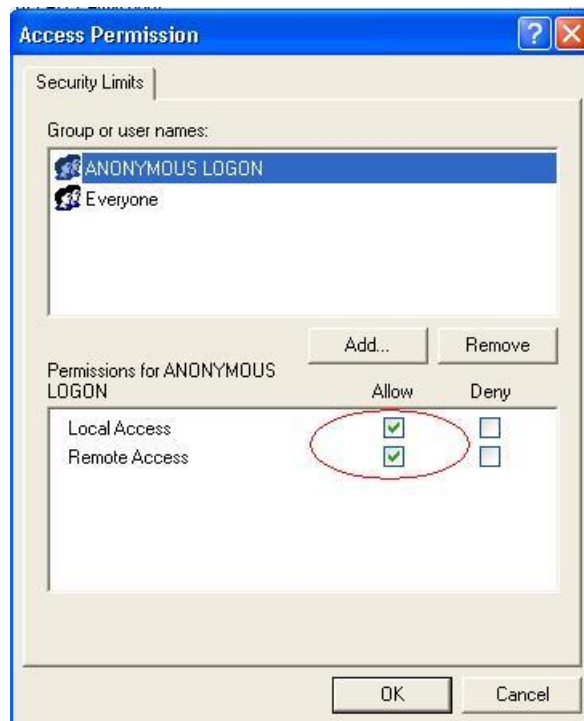 Access Permission
Security Limits
Group or user names:
ANONYMOUS LOGON
Everyone
Add... Remove
Permissions for ANONYMOUS
LOGON Allow Deny
Local Access
Remote Access
OK Cancel